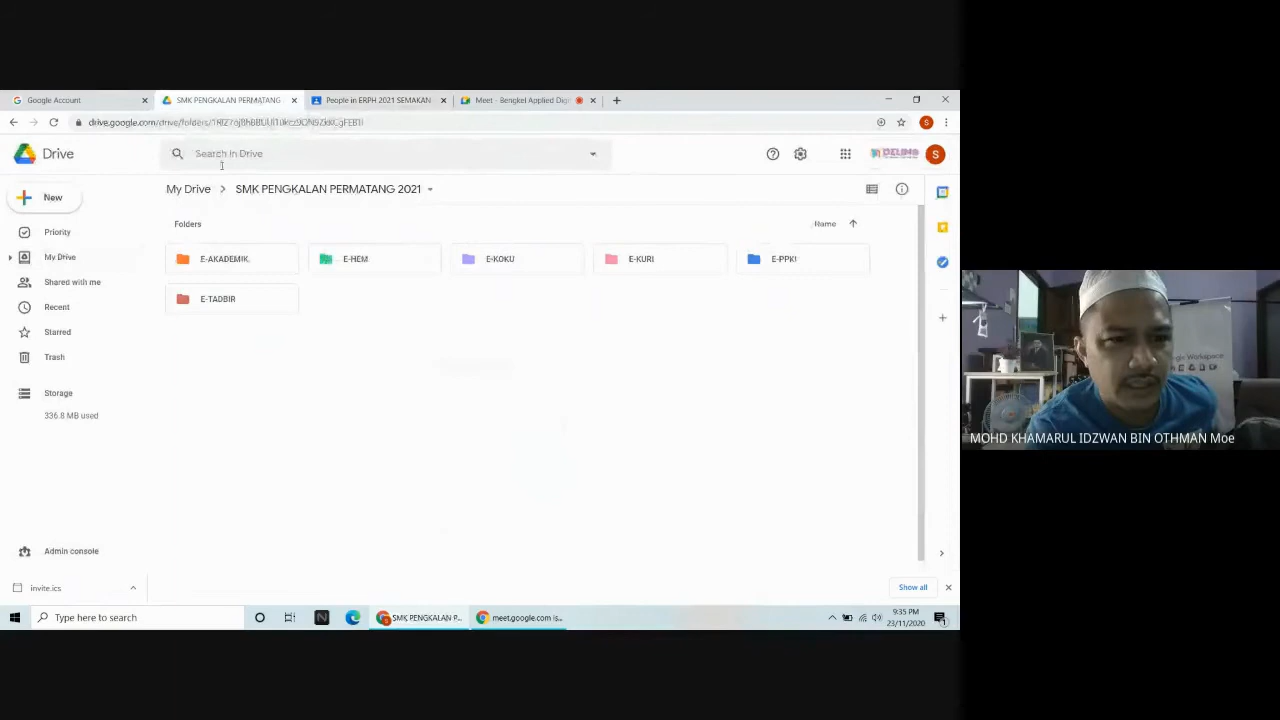 Google Account
SMK PENGKALAN PERMATANG
People in ERPH 2021 SEMAKAN
Meet - Bengkel Applied Digi
Drive
Search in Drive
S
S
New
My Drive
SMK PENGKALAN PERMATANG 2021
Priority
Folders
Name
My Drive
E-AKADEMIK
E-HEM
E-KOKU
E-KURI
E-PPKI
Shared with me
E-TADBIR
Recent
Starred
Trash
Storage
336.8 MB used
Google Workspace
MOHD KHAMARUL IDZWAN BIN OTHMAN Moe
Admin console
invite.ics
Show all
Type here to search
SMK PENGKALAN P...
meet.google.com is...
9:35 PM
23/11/2020